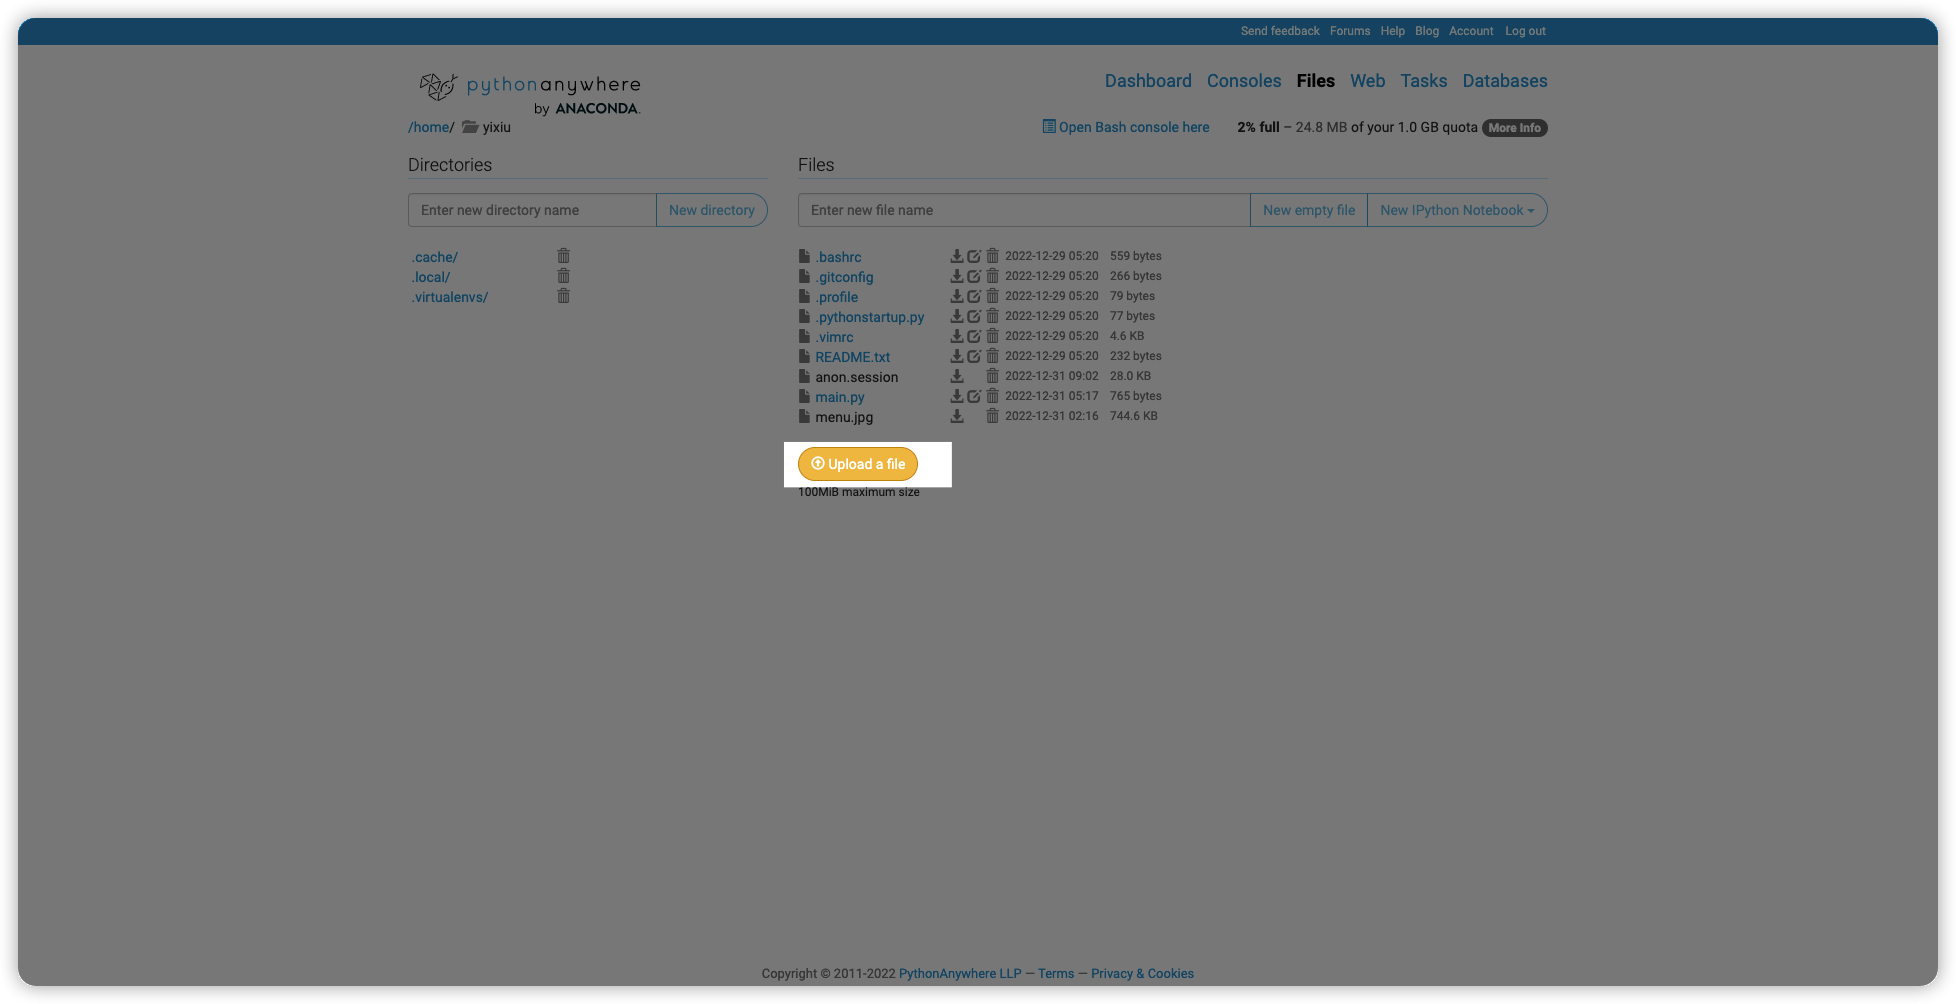 Send feedback Forums Help Blog Account Log out
pythonanywhere
by ANACONDA.
Dashboard Consoles Files Web Tasks Databases
/home/ yixiu
Open Bash console here 2% full – 24.8 MB of your 1.0 GB quota More Info
Directories
Enter new directory name New directory
.cache/
.local/
.virtualenvs/
Files
Enter new file name New empty file New IPython Notebook
.bashrc 2022-12-29 05:20 559 bytes
.gitconfig 2022-12-29 05:20 266 bytes
.profile 2022-12-29 05:20 79 bytes
.pythonstartup.py 2022-12-29 05:20 77 bytes
.vimrc 2022-12-29 05:20 4.6 KB
README.txt 2022-12-29 05:20 232 bytes
anon.session 2022-12-31 09:02 28.0 KB
main.py 2022-12-31 05:17 765 bytes
menu.jpg 2022-12-31 02:16 744.6 KB
Upload a file
100MiB maximum size
Copyright © 2011-2022 PythonAnywhere LLP — Terms — Privacy & Cookies